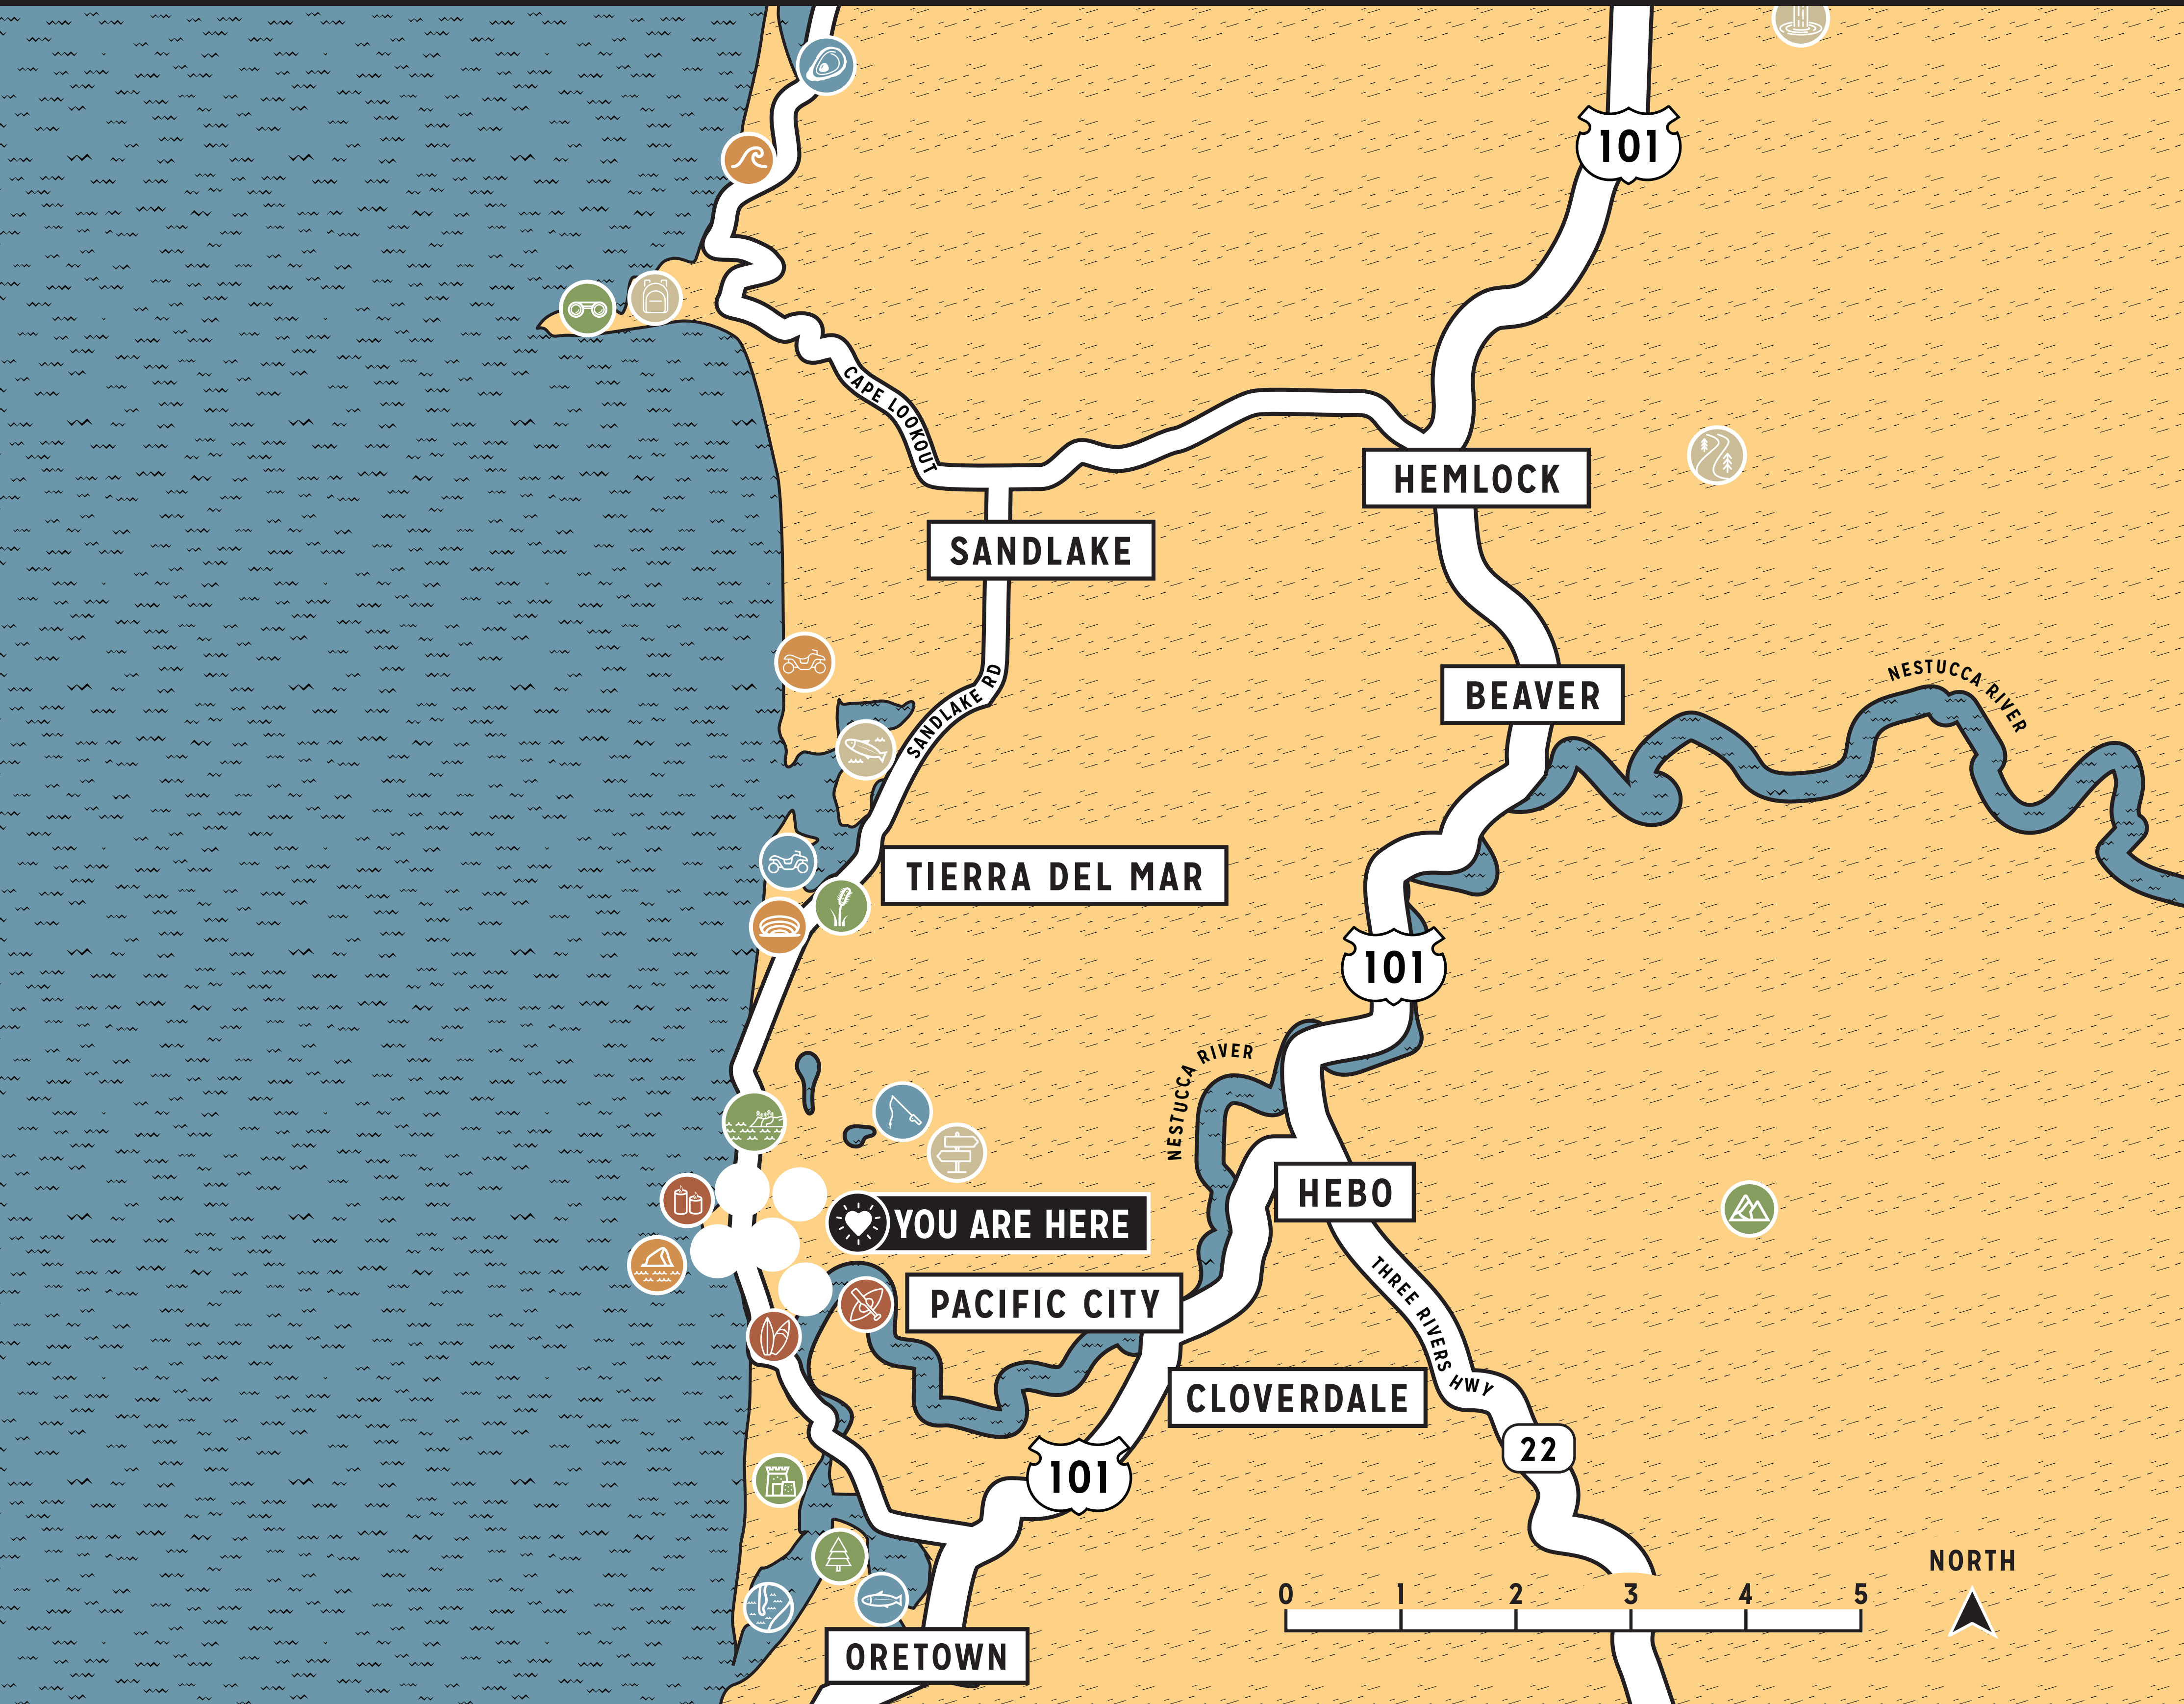 101
CAPE LOOKOUT
HEMLOCK
SANDLAKE
SANDLAKE RD
BEAVER
NESTUCCA RIVER
TIERRA DEL MAR
101
NESTUCCA RIVER
HEBO
YOU ARE HERE
PACIFIC CITY
THREE RIVERS HWY
CLOVERDALE
22
101
NORTH
0 1 2 3 4 5
ORETOWN